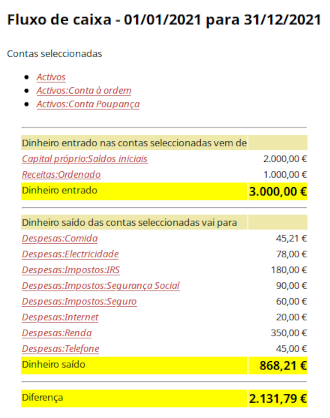 Fluxo de caixa - 01/01/2021 para 31/12/2021
Contas seleccionadas
Activos
Activos:Conta à ordem
Activos:Conta Poupança
Dinheiro entrado nas contas seleccionadas vem de
Capital próprio:Saldos iniciais 2.000,00 €
Receitas:Ordenado 1.000,00 €
Dinheiro entrado 3.000,00 €
Dinheiro saído das contas seleccionadas vai para
Despesas:Comida 45,21 €
Despesas:Electricidade 78,00 €
Despesas:Impostos:IRS 180,00 €
Despesas:Impostos:Segurança Social 90,00 €
Despesas:Impostos:Seguro 60,00 €
Despesas:Internet 20,00 €
Despesas:Renda 350,00 €
Despesas:Telefone 45,00 €
Dinheiro saído 868,21 €
Diferença 2.131,79 €